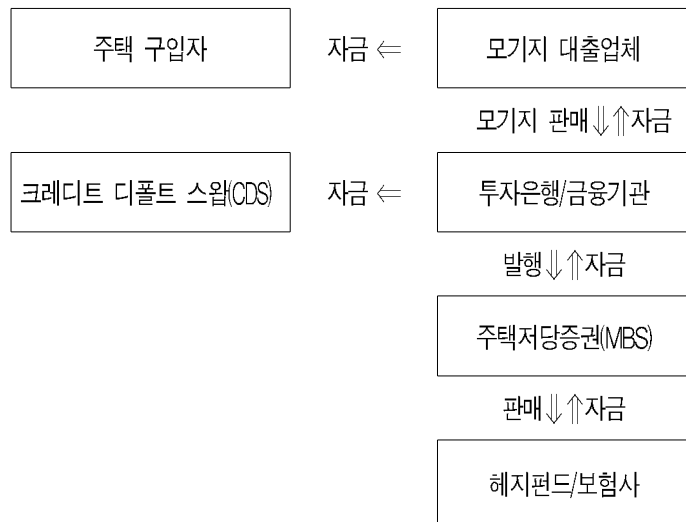 주택 구입자 자금 ⇐ 모기지 대출업체
모기지 판매⇓⇑자금
크레디트 디폴트 스왑(CDS) 자금 ⇐ 투자은행/금융기관
발행⇓⇑자금
주택저당증권(MBS)
판매⇓⇑자금
헤지펀드/보험사